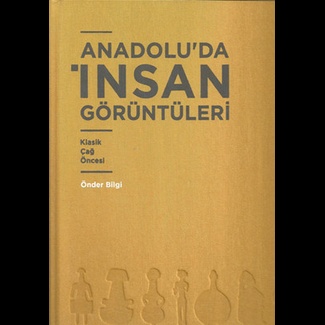 ANADOLU'DA
İNSAN
GÖRÜNTÜLERİ
Klasik
Çağ
Öncesi
Önder Bilgi